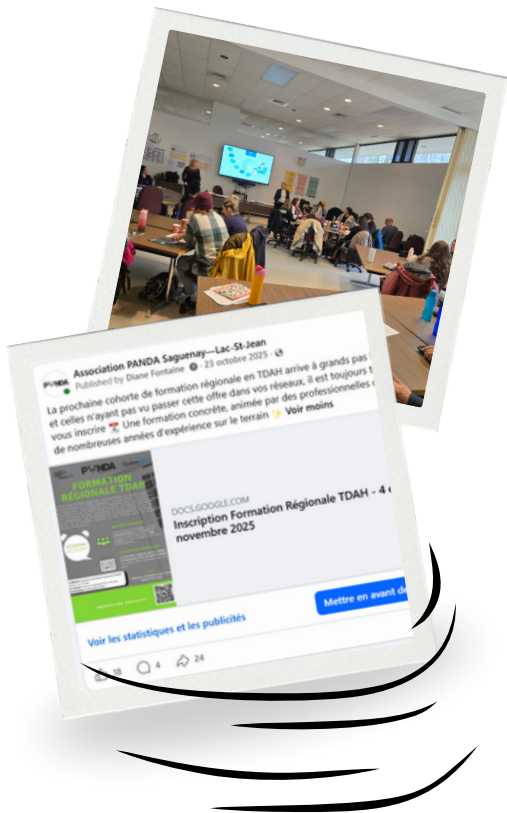 Association PANDA Saguenay—Lac-St-Jean
Published by Diane Fontaine · 23 octobre 2025 ·
La prochaine cohorte de formation régionale en TDAH arrive à grands pas
et celles n'ayant pas vu passer cette offre dans vos réseaux, il est toujours
vous inscrire 📆 Une formation concrète, animée par des professionnelles
de nombreuses années d'expérience sur le terrain ✨ Voir moins
PANDA
FORMATION
RÉGIONALE TDAH
DOCS.GOOGLE.COM
Inscription Formation Régionale TDAH - 4
novembre 2025
Mettre en avant
Voir les statistiques et les publicités
18 4 24